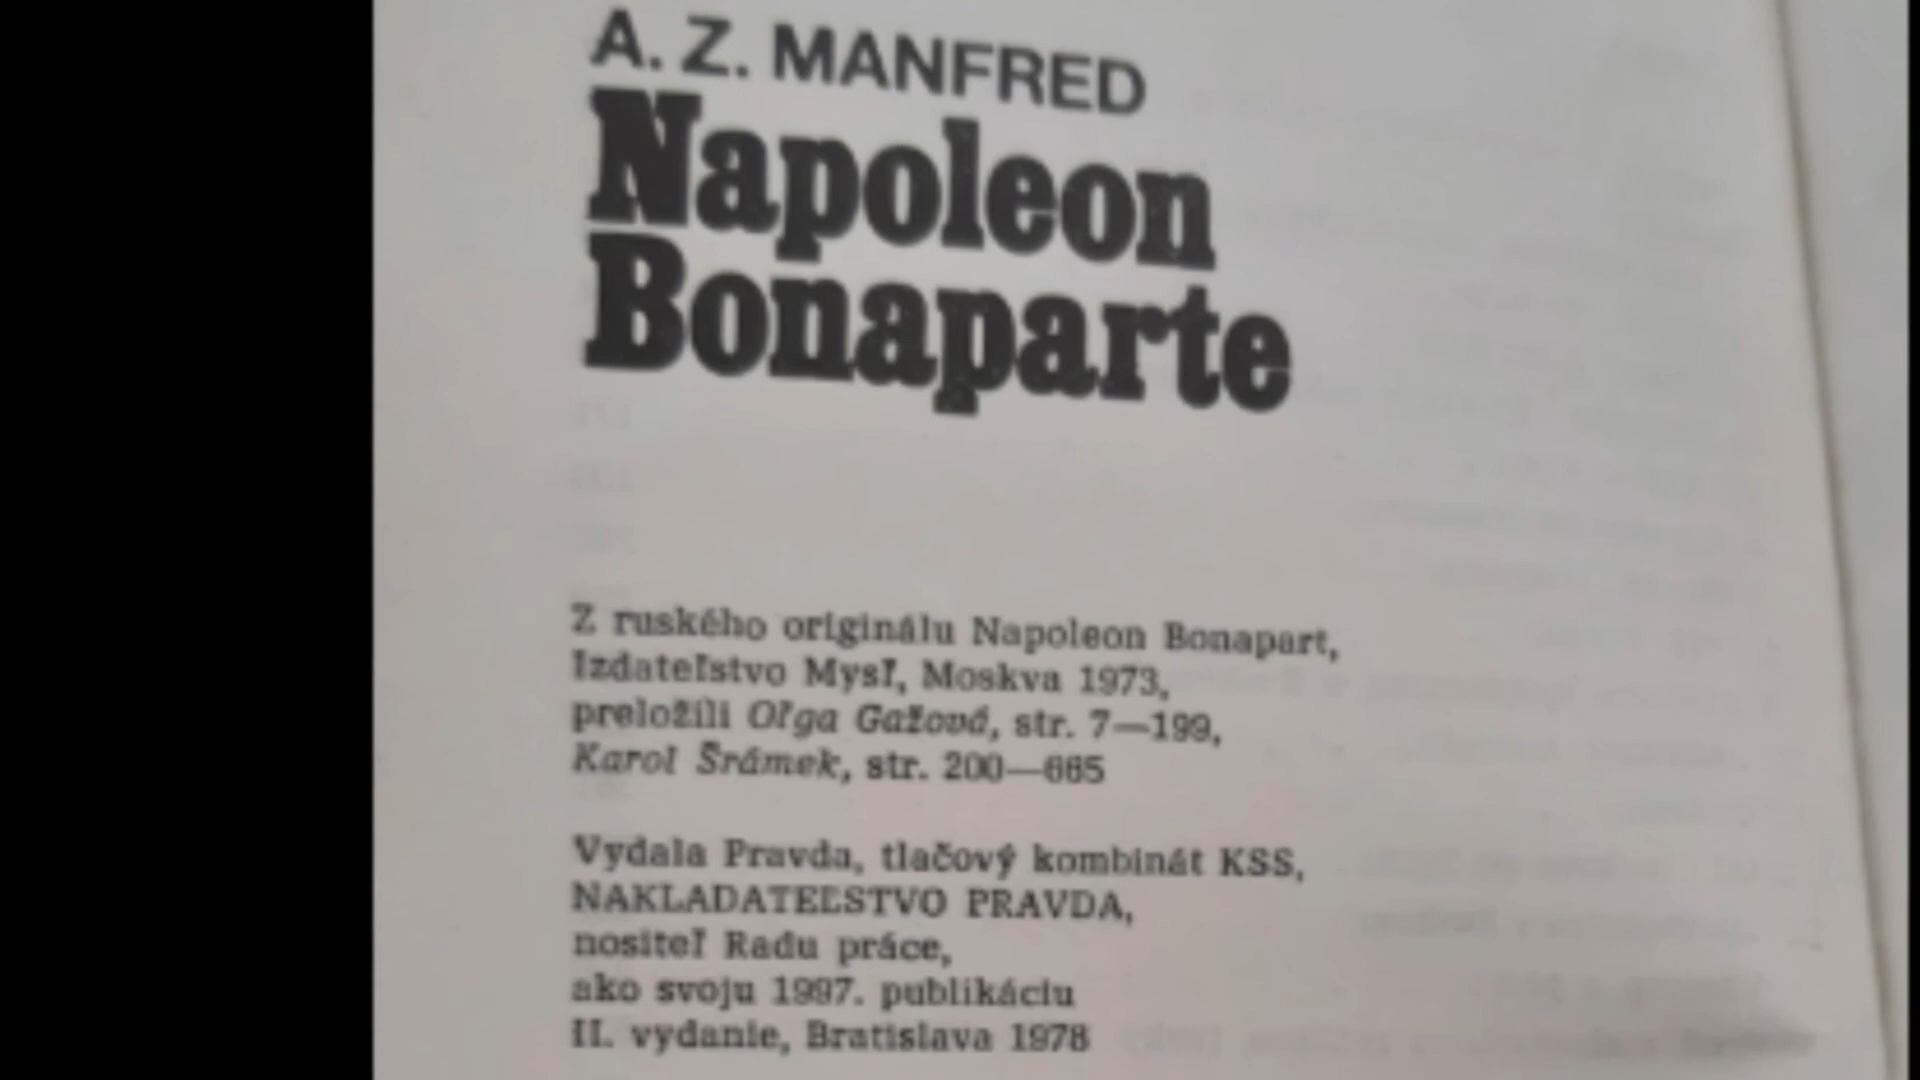 A. Z. MANFRED
Napoleon
Bonaparte
Z ruského originálu Napoleon Bonapart,
Izdateľstvo Mysľ, Moskva 1973,
preložili Oľga Gažová, str. 7—199,
Karol Šrámek, str. 200—665
Vydala Pravda, tlačový kombinát KSS,
NAKLADATEĽSTVO PRAVDA,
nositeľ Radu práce,
ako svoju 1997. publikáciu
II. vydanie, Bratislava 1978